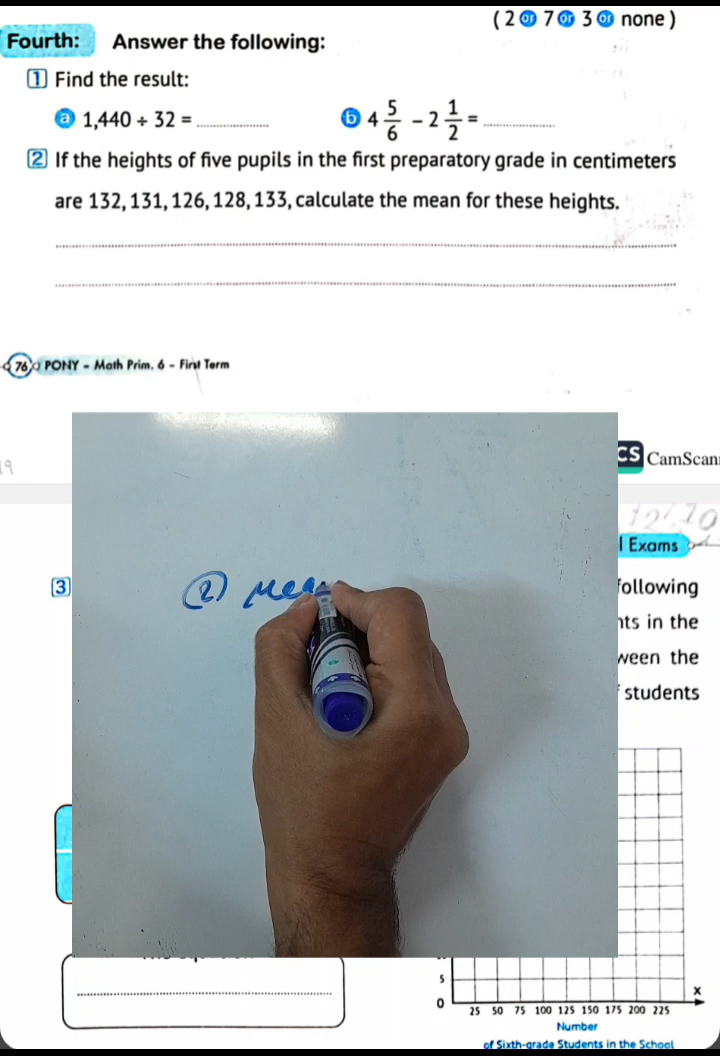 ( 2 or 7 or 3 or none )
Fourth: Answer the following:
1 Find the result:
a 1,440 ÷ 32 = ............ b 4 5/6 - 2 1/2 = ............
2 If the heights of five pupils in the first preparatory grade in centimeters
are 132, 131, 126, 128, 133, calculate the mean for these heights.
76 PONY - Math Prim. 6 - First Term
CS CamScan
Exams
3
following
nts in the
ween the
students
(2) Mea
5
0
x
25 50 75 100 125 150 175 200 225
Number
of Sixth-grade Students in the School